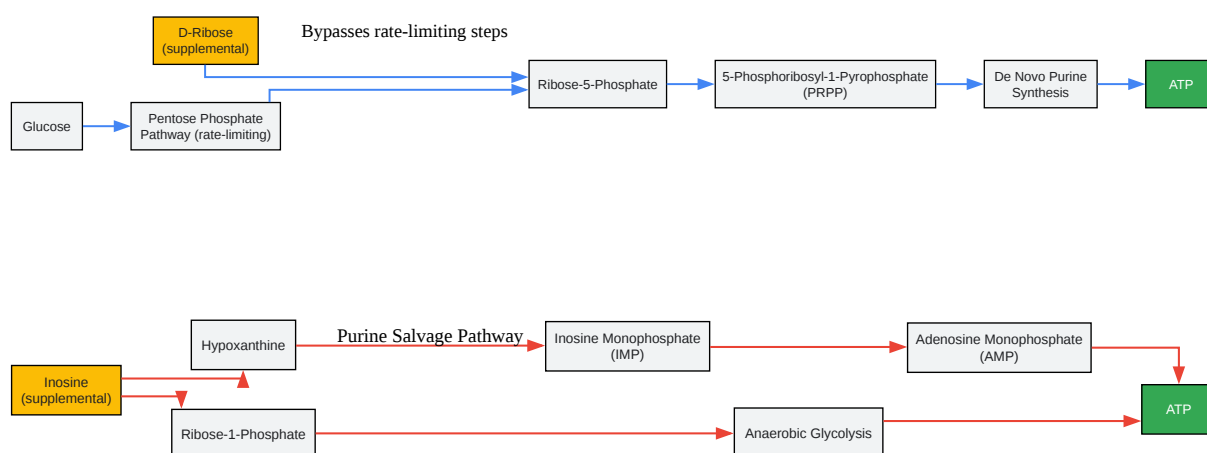 D-Ribose
(supplemental)
Bypasses rate-limiting steps
Ribose-5-Phosphate
5-Phosphoribosyl-1-Pyrophosphate
(PRPP)
De Novo Purine
Synthesis
ATP
Glucose
Pentose Phosphate
Pathway (rate-limiting)
Hypoxanthine
Purine Salvage Pathway
Inosine Monophosphate
(IMP)
Adenosine Monophosphate
(AMP)
Inosine
(supplemental)
Ribose-1-Phosphate
Anaerobic Glycolysis
ATP